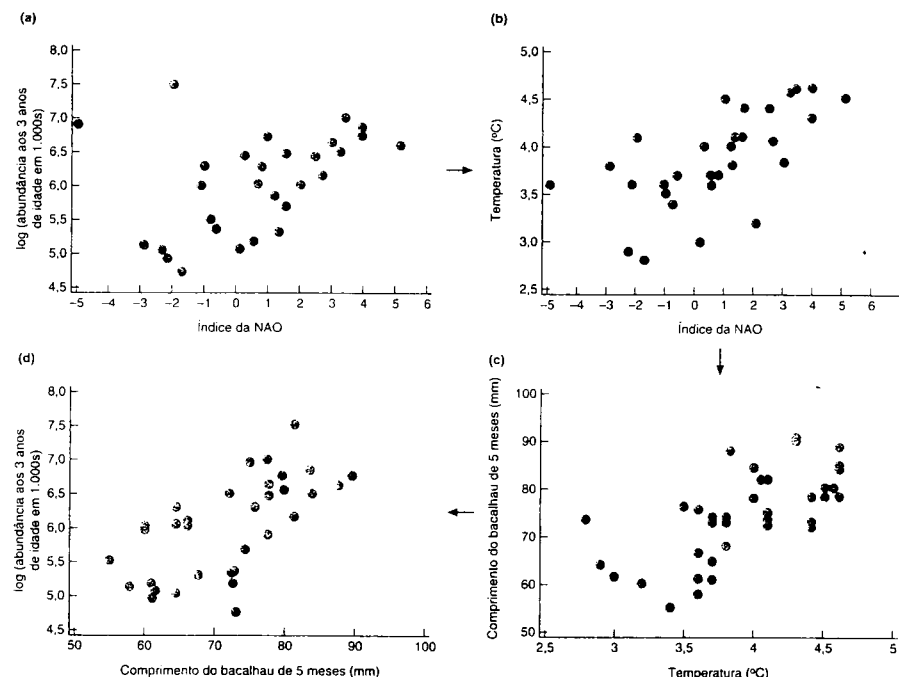 (a)
log (abundância aos 3 anos
de idade em 1.000s)
8,0
7,5
7,0
6,5
6,0
5,5
5,0
4,5
−5 −4 −3 −2 −1 0 1 2 3 4 5 6
Índice da NAO
(b)
Temperatura (ºC)
5,0
4,5
4,0
3,5
3,0
2,5
−5 −4 −3 −2 −1 0 1 2 3 4 5 6
Índice da NAO
(d)
log (abundância aos 3 anos
de idade em 1.000s)
8,0
7,5
7,0
6,5
6,0
5,5
5,0
4,5
50 60 70 80 90 100
Comprimento do bacalhau de 5 meses (mm)
(c)
Comprimento do bacalhau de 5 meses (mm)
100
90
80
70
60
50
2,5 3 3,5 4 4,5 5
Temperatura (ºC)